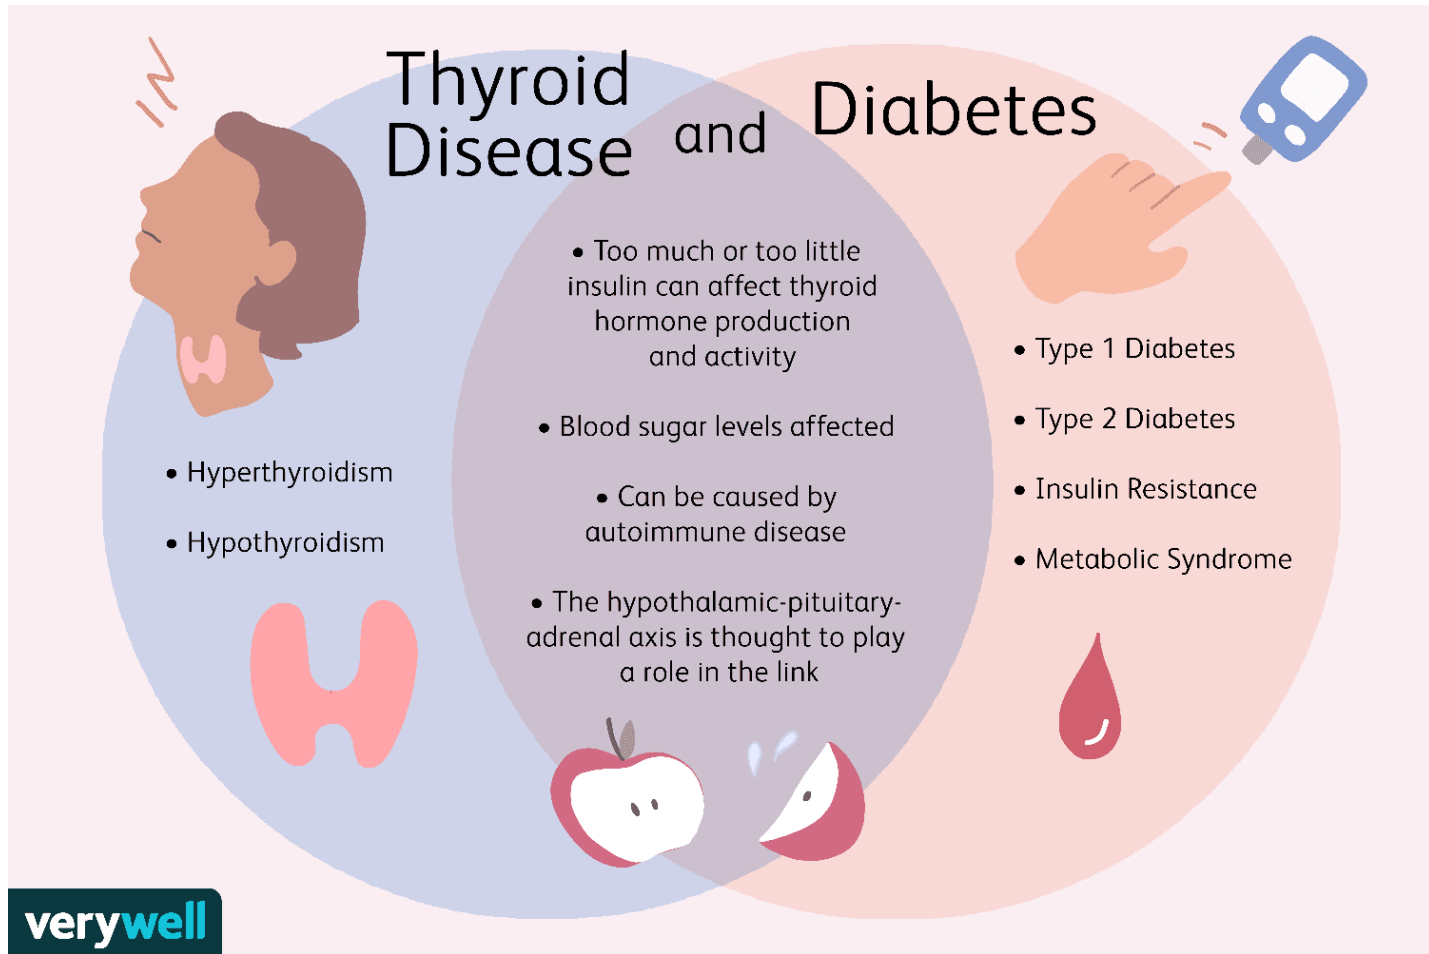 Thyroid
Disease
and
Diabetes
• Too much or too little
insulin can affect thyroid
hormone production
and activity
• Blood sugar levels affected
• Can be caused by
autoimmune disease
• The hypothalamic-pituitary-
adrenal axis is thought to play
a role in the link
• Hyperthyroidism
• Hypothyroidism
• Type 1 Diabetes
• Type 2 Diabetes
• Insulin Resistance
• Metabolic Syndrome
verywell